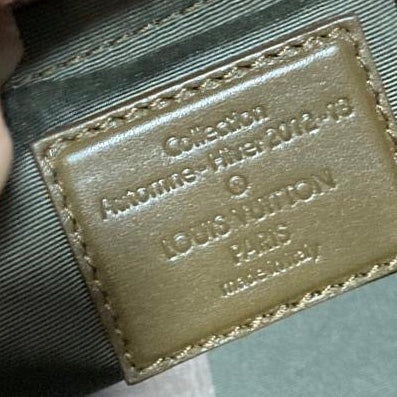 Collection
Automne-Hiver 2012-13
®
LOUIS VUITTON
PARIS
made in Italy